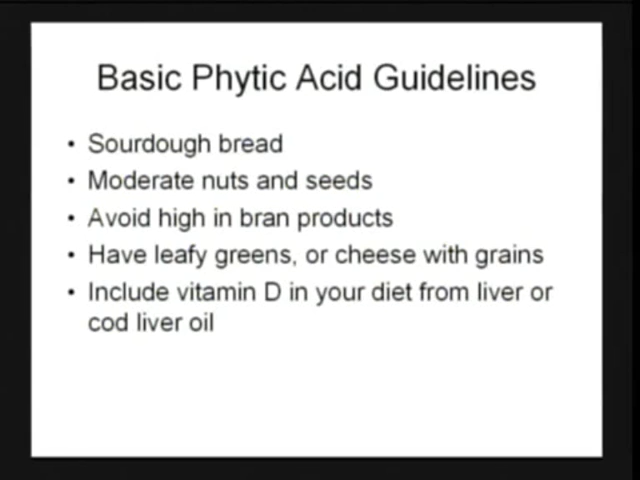 Basic Phytic Acid Guidelines
• Sourdough bread
• Moderate nuts and seeds
• Avoid high in bran products
• Have leafy greens, or cheese with grains
• Include vitamin D in your diet from liver or
cod liver oil